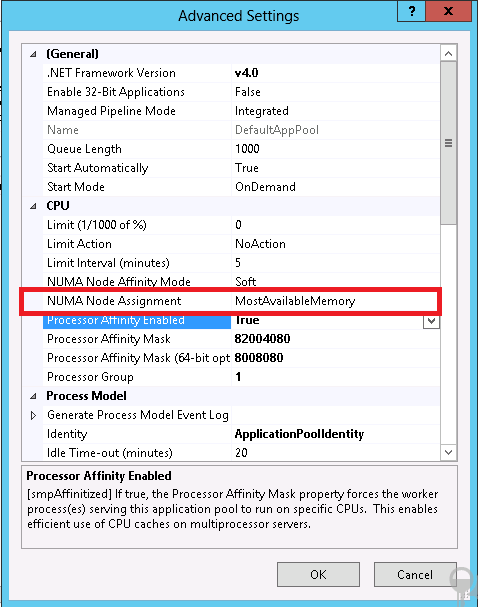 Advanced Settings
?
x
(General)
.NET Framework Version v4.0
Enable 32-Bit Applications False
Managed Pipeline Mode Integrated
Name DefaultAppPool
Queue Length 1000
Start Automatically True
Start Mode OnDemand
CPU
Limit (1/1000 of %) 0
Limit Action NoAction
Limit Interval (minutes) 5
NUMA Node Affinity Mode Soft
NUMA Node Assignment MostAvailableMemory
Processor Affinity Enabled True
Processor Affinity Mask 82004080
Processor Affinity Mask (64-bit opt 8008080
Processor Group 1
Process Model
Generate Process Model Event Log
Identity ApplicationPoolIdentity
Idle Time-out (minutes) 20
Processor Affinity Enabled
[smpAffinitized] If true, the Processor Affinity Mask property forces the worker
process(es) serving this application pool to run on specific CPUs. This enables
efficient use of CPU caches on multiprocessor servers.
OK Cancel